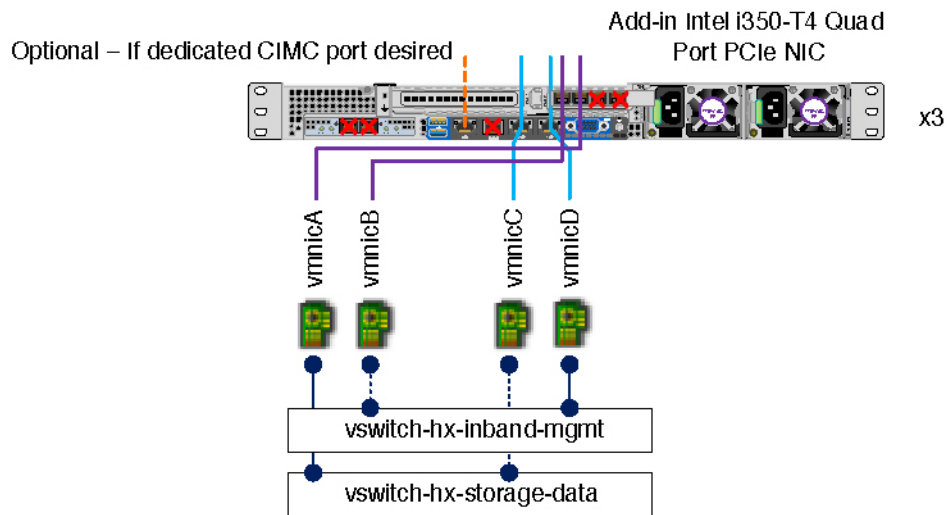 Add-in Intel i350-T4 Quad
Port PCIe NIC
Optional – If dedicated CIMC port desired
x3
vmnicA
vmnicB
vmnicC
vmnicD
vswitch-hx-inband-mgmt
vswitch-hx-storage-data